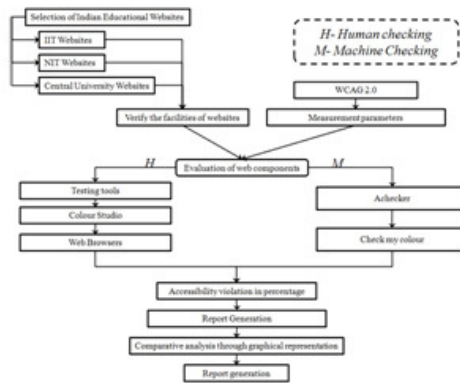 Selection of Indian Educational Websites
H- Human checking
M- Machine Checking
IIT Websites
NIT Websites
Central University Websites
WCAG 2.0
Verify the facilities of websites
Measurement parameters
H
Evaluation of web components
M
Testing tools
Colour Studio
Web Browsers
Achecker
Check my colour
Accessibility violation in percentage
Report Generation
Comparative analysis through graphical representation
Report generation